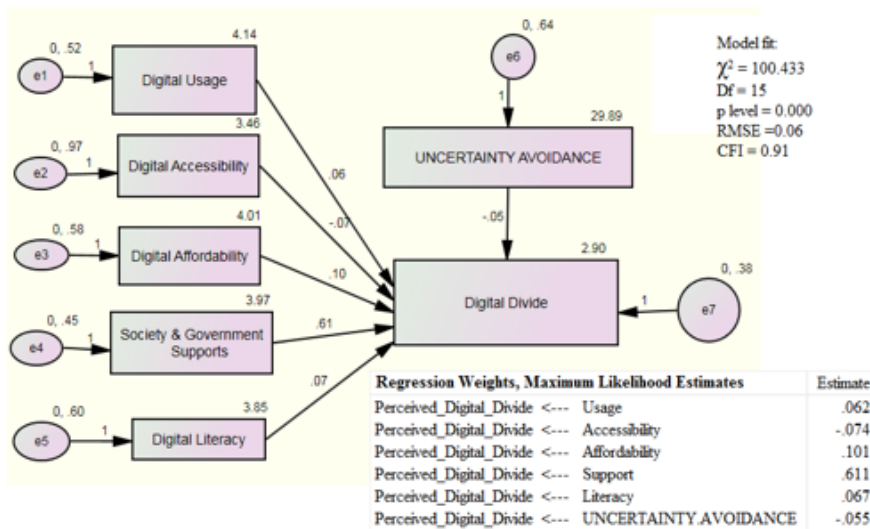 0, .52
e1
1
4.14
Digital Usage
0, .97
e2
1
3.46
Digital Accessibility
0, .58
e3
1
4.01
Digital Affordability
0, .45
e4
1
3.97
Society & Government
Supports
0, .60
e5
1
3.85
Digital Literacy
.06
-.07
.10
.61
.07
0, .64
e6
1
29.89
UNCERTAINTY AVOIDANCE
-.05
2.90
Digital Divide
0, .38
1
e7
Model fit:
χ² = 100.433
Df = 15
p level = 0.000
RMSE =0.06
CFI = 0.91
Regression Weights, Maximum Likelihood Estimates Estimate
Perceived_Digital_Divide <--- Usage .062
Perceived_Digital_Divide <--- Accessibility -.074
Perceived_Digital_Divide <--- Affordability .101
Perceived_Digital_Divide <--- Support .611
Perceived_Digital_Divide <--- Literacy .067
Perceived_Digital_Divide <--- UNCERTAINTY.AVOIDANCE -.055